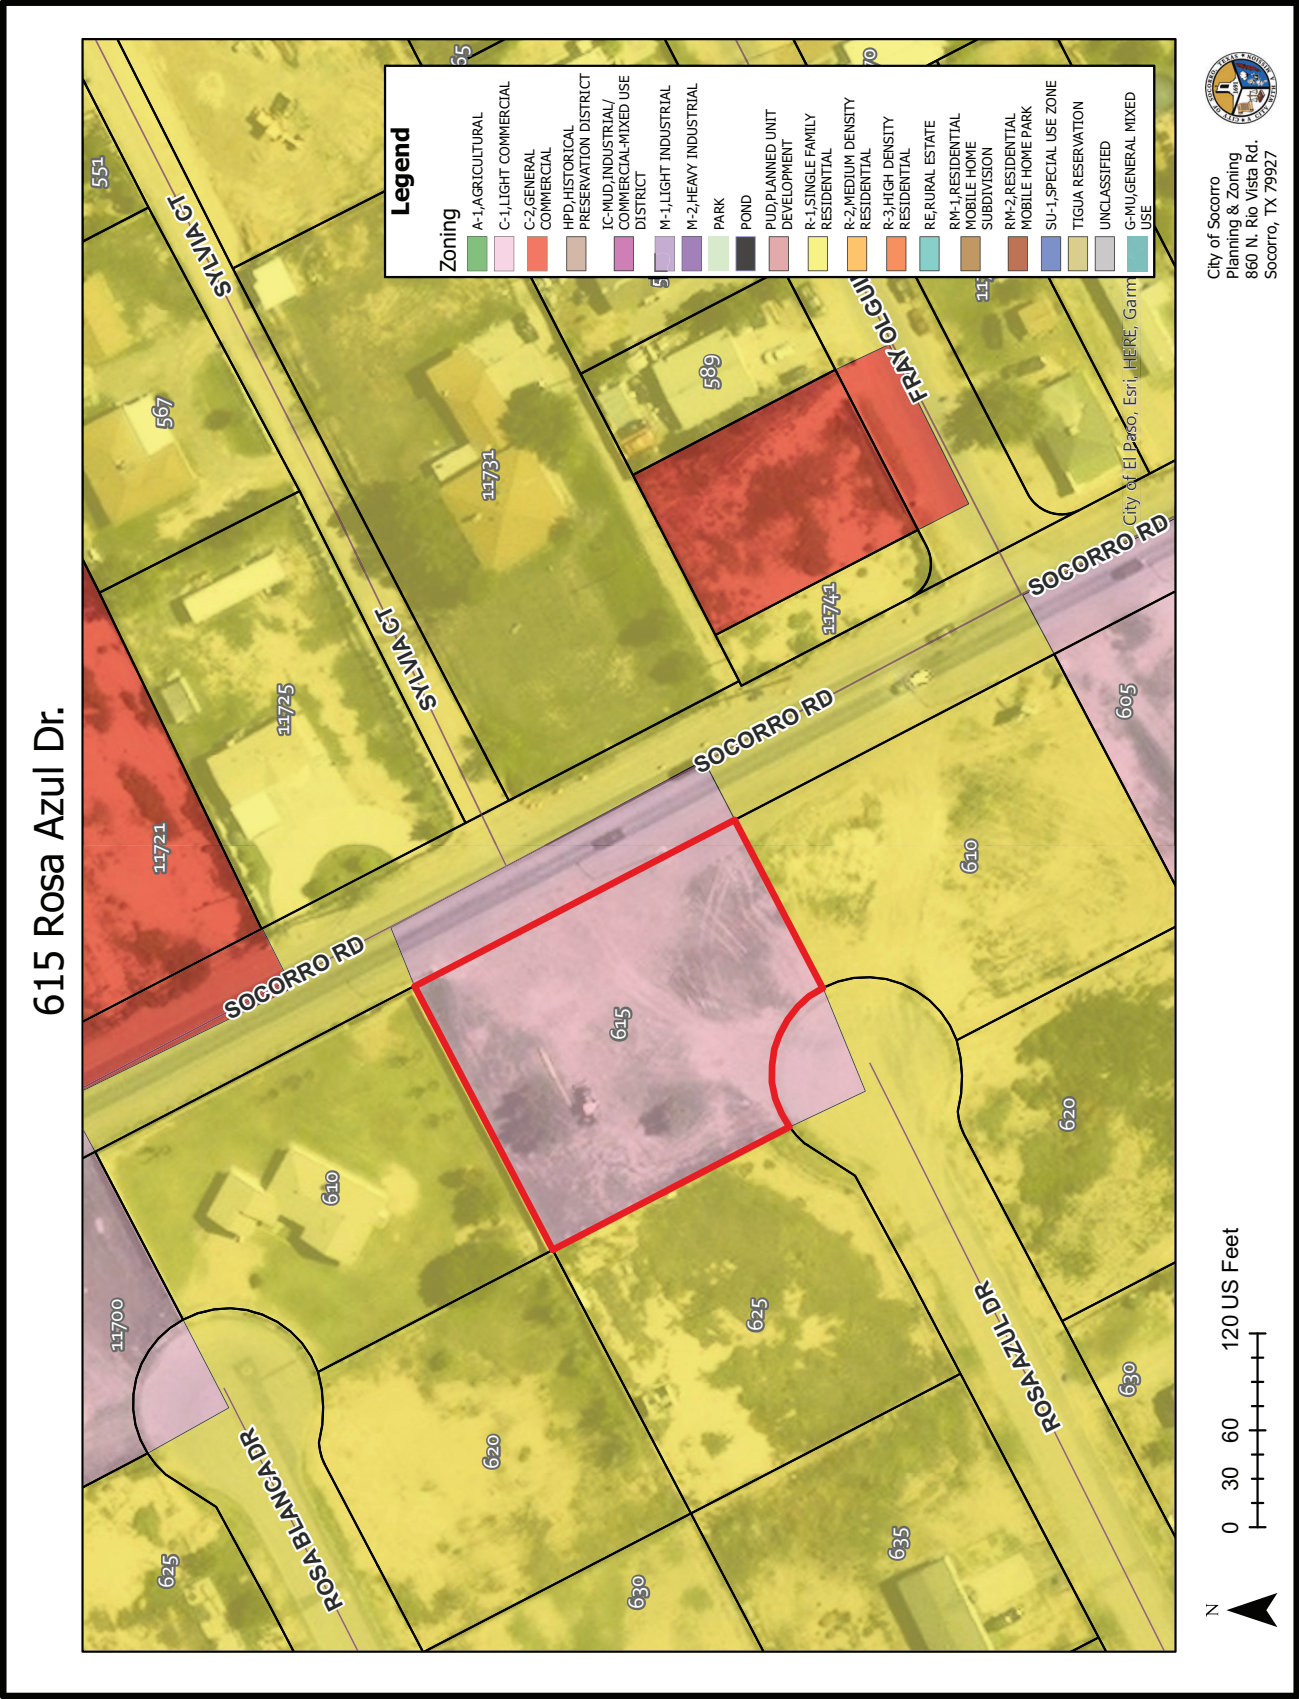 615 Rosa Azul Dr.
551
SYLVIA CT
567
11731
11725
SYLVIA CT
11721
SOCORRO RD
589
FRAY OLGUI
11741
SOCORRO RD
SOCORRO RD
605
610
615
610
620
11700
625
ROSA BLANCA DR
620
625
ROSA AZUL DR
630
630
635
65
70
City of El Paso, Esri, HERE, Garm
Legend
Zoning
A-1,AGRICULTURAL
C-1,LIGHT COMMERCIAL
C-2,GENERAL
COMMERCIAL
HPD,HISTORICAL
PRESERVATION DISTRICT
IC-MUD,INDUSTRIAL/
COMMERCIAL-MIXED USE
DISTRICT
M-1,LIGHT INDUSTRIAL
M-2,HEAVY INDUSTRIAL
PARK
POND
PUD,PLANNED UNIT
DEVELOPMENT
R-1,SINGLE FAMILY
RESIDENTIAL
R-2,MEDIUM DENSITY
RESIDENTIAL
R-3,HIGH DENSITY
RESIDENTIAL
RE,RURAL ESTATE
RM-1,RESIDENTIAL
MOBILE HOME
SUBDIVISION
RM-2,RESIDENTIAL
MOBILE HOME PARK
SU-1,SPECIAL USE ZONE
TIGUA RESERVATION
UNCLASSIFIED
G-MU,GENERAL MIXED
USE
N
0 30 60 120 US Feet
City of Socorro
Planning & Zoning
860 N. Rio Vista Rd.
Socorro, TX 79927